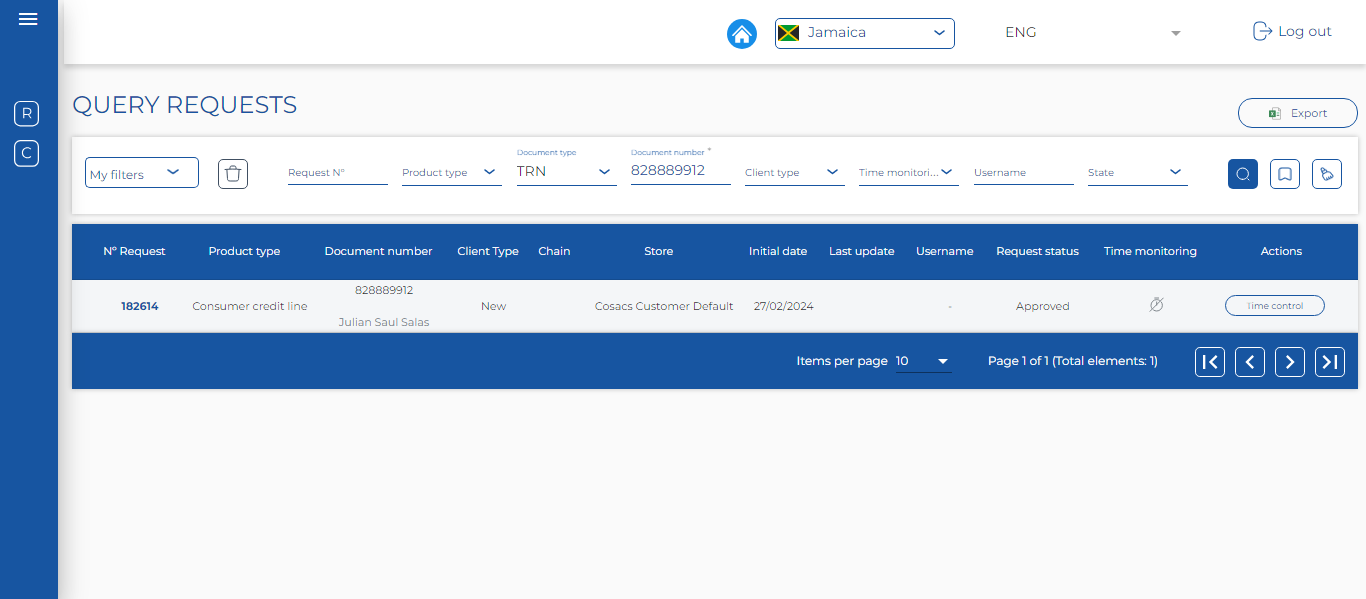 Jamaica
ENG
Log out
R
C
QUERY REQUESTS
Export
My filters
Request Nº
Product type
Document type
TRN
Document number *
828889912
Client type
Time monitori...
Username
State
Nº Request Product type Document number Client Type Chain Store Initial date Last update Username Request status Time monitoring Actions
828889912
182614 Consumer credit line New Cosacs Customer Default 27/02/2024 - Approved Time control
Julian Saul Salas
Items per page 10 Page 1 of 1 (Total elements: 1)